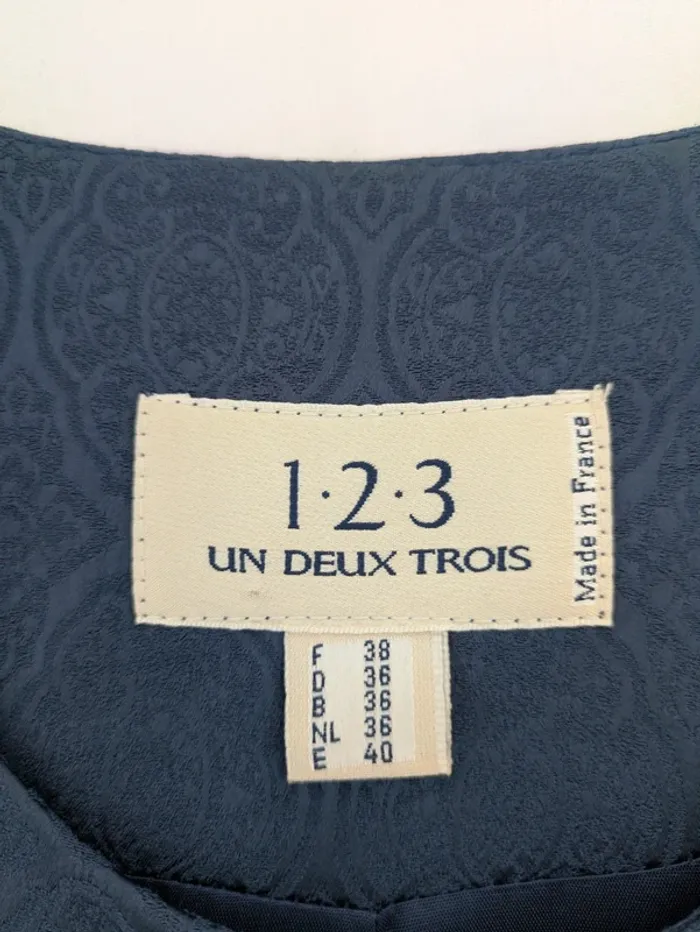 1·2·3
UN DEUX TROIS
Made in France
F 38
D 36
B 36
NL 36
E 40